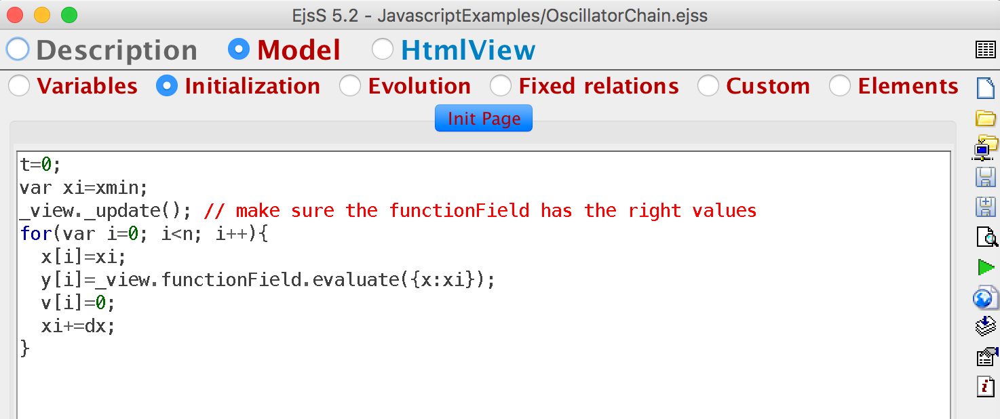 EjsS 5.2 - JavascriptExamples/OscillatorChain.ejss
Description Model HtmlView
Variables Initialization Evolution Fixed relations Custom Elements
Init Page
t=0;
var xi=xmin;
_view._update(); // make sure the functionField has the right values
for(var i=0; i<n; i++){
  x[i]=xi;
  y[i]=_view.functionField.evaluate({x:xi});
  v[i]=0;
  xi+=dx;
}